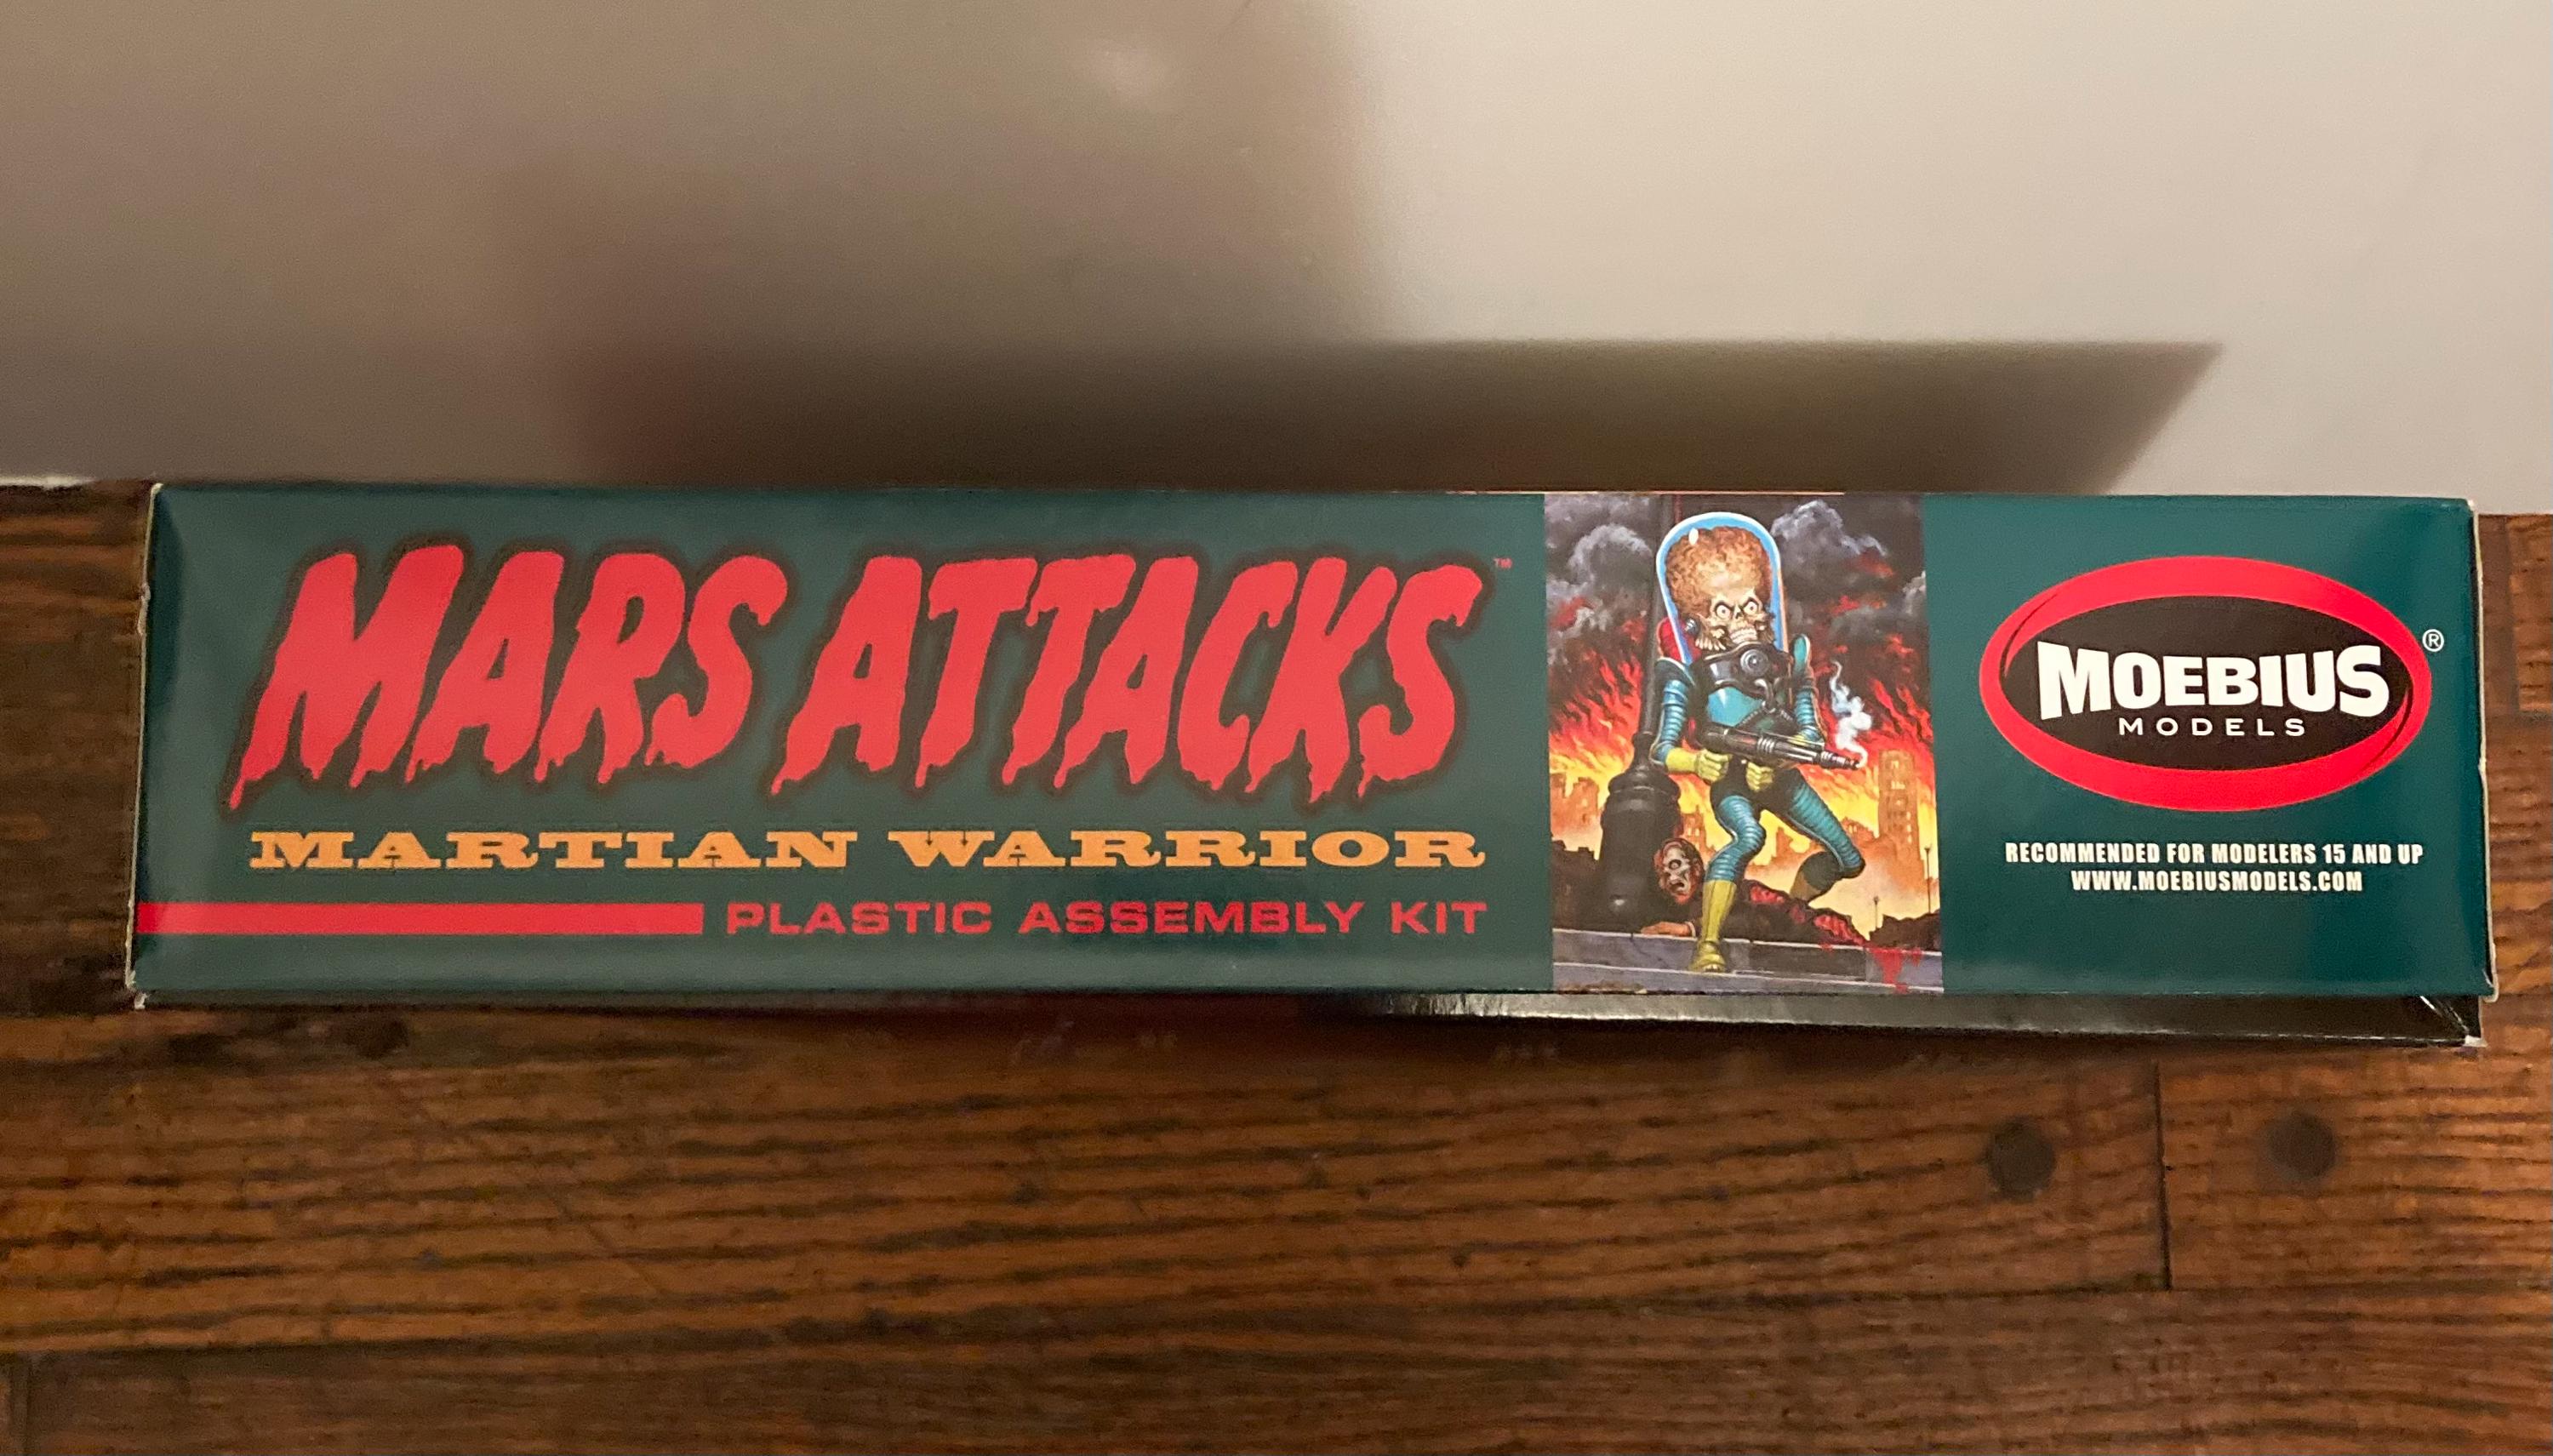 MARS ATTACKS™
MARTIAN WARRIOR
PLASTIC ASSEMBLY KIT
MOEBIUS®
MODELS
RECOMMENDED FOR MODELERS 15 AND UP
WWW.MOEBIUSMODELS.COM